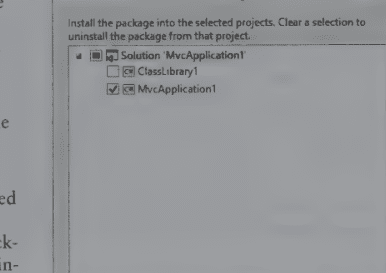 Install the package into the selected projects. Clear a selection to
uninstall the package from that project.
Solution 'MvcApplication1'
C# ClassLibrary1
C# MvcApplication1
e
ed
ck-
in-